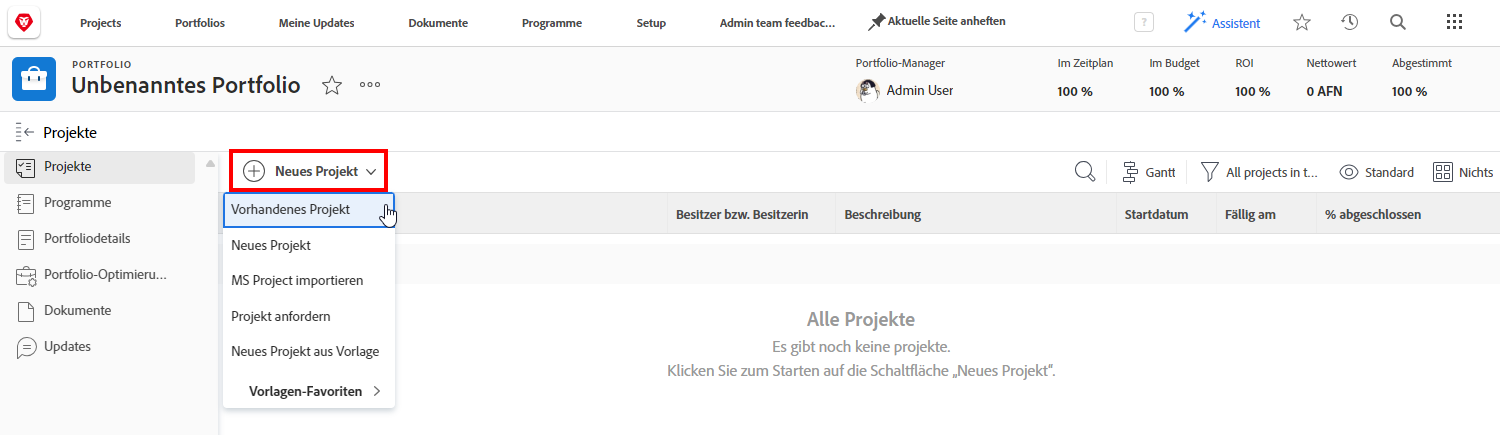 Projects Portfolios Meine Updates Dokumente Programme Setup Admin team feedbac... Aktuelle Seite anheften ? Assistent
PORTFOLIO
Unbenanntes Portfolio
Portfolio-Manager Im Zeitplan Im Budget ROI Nettowert Abgestimmt
Admin User 100 % 100 % 100 % 0 AFN 100 %
Projekte
Projekte
Programme
Portfoliodetails
Portfolio-Optimieru...
Dokumente
Updates
Neues Projekt Gantt All projects in t... Standard Nichts
Vorhandenes Projekt
Neues Projekt
MS Project importieren
Projekt anfordern
Neues Projekt aus Vorlage
Vorlagen-Favoriten
Besitzer bzw. Besitzerin Beschreibung Startdatum Fällig am % abgeschlossen
Alle Projekte
Es gibt noch keine projekte.
Klicken Sie zum Starten auf die Schaltfläche „Neues Projekt“.